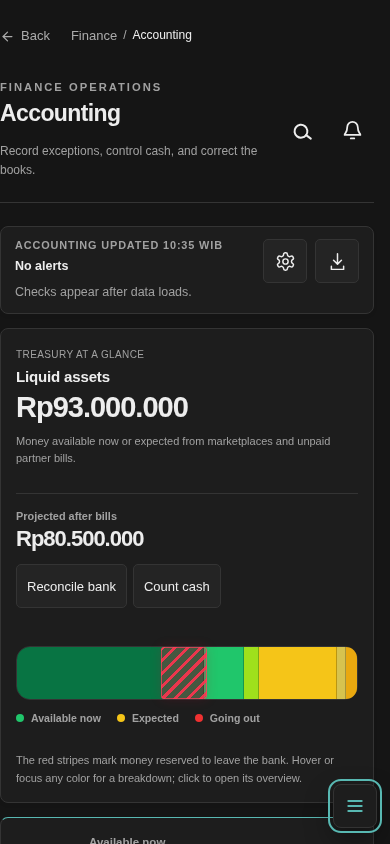 Back Finance / Accounting
FINANCE OPERATIONS
Accounting
Record exceptions, control cash, and correct the
books.
ACCOUNTING UPDATED 10:35 WIB
No alerts
Checks appear after data loads.
TREASURY AT A GLANCE
Liquid assets
Rp93.000.000
Money available now or expected from marketplaces and unpaid
partner bills.
Projected after bills
Rp80.500.000
Reconcile bank Count cash
Available now Expected Going out
The red stripes mark money reserved to leave the bank. Hover or
focus any color for a breakdown; click to open its overview.
Available now